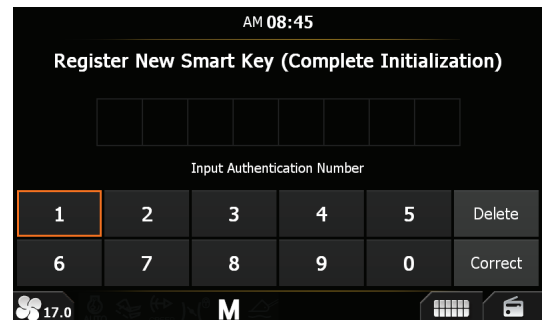 AM 08:45
Register New Smart Key (Complete Initialization)
Input Authentication Number
1 2 3 4 5 Delete
6 7 8 9 0 Correct
17.0 M